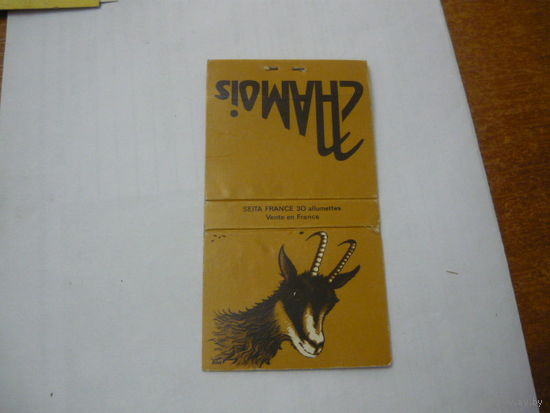 CHAMois
SEITA FRANCE 30 allumettes
Vente en France